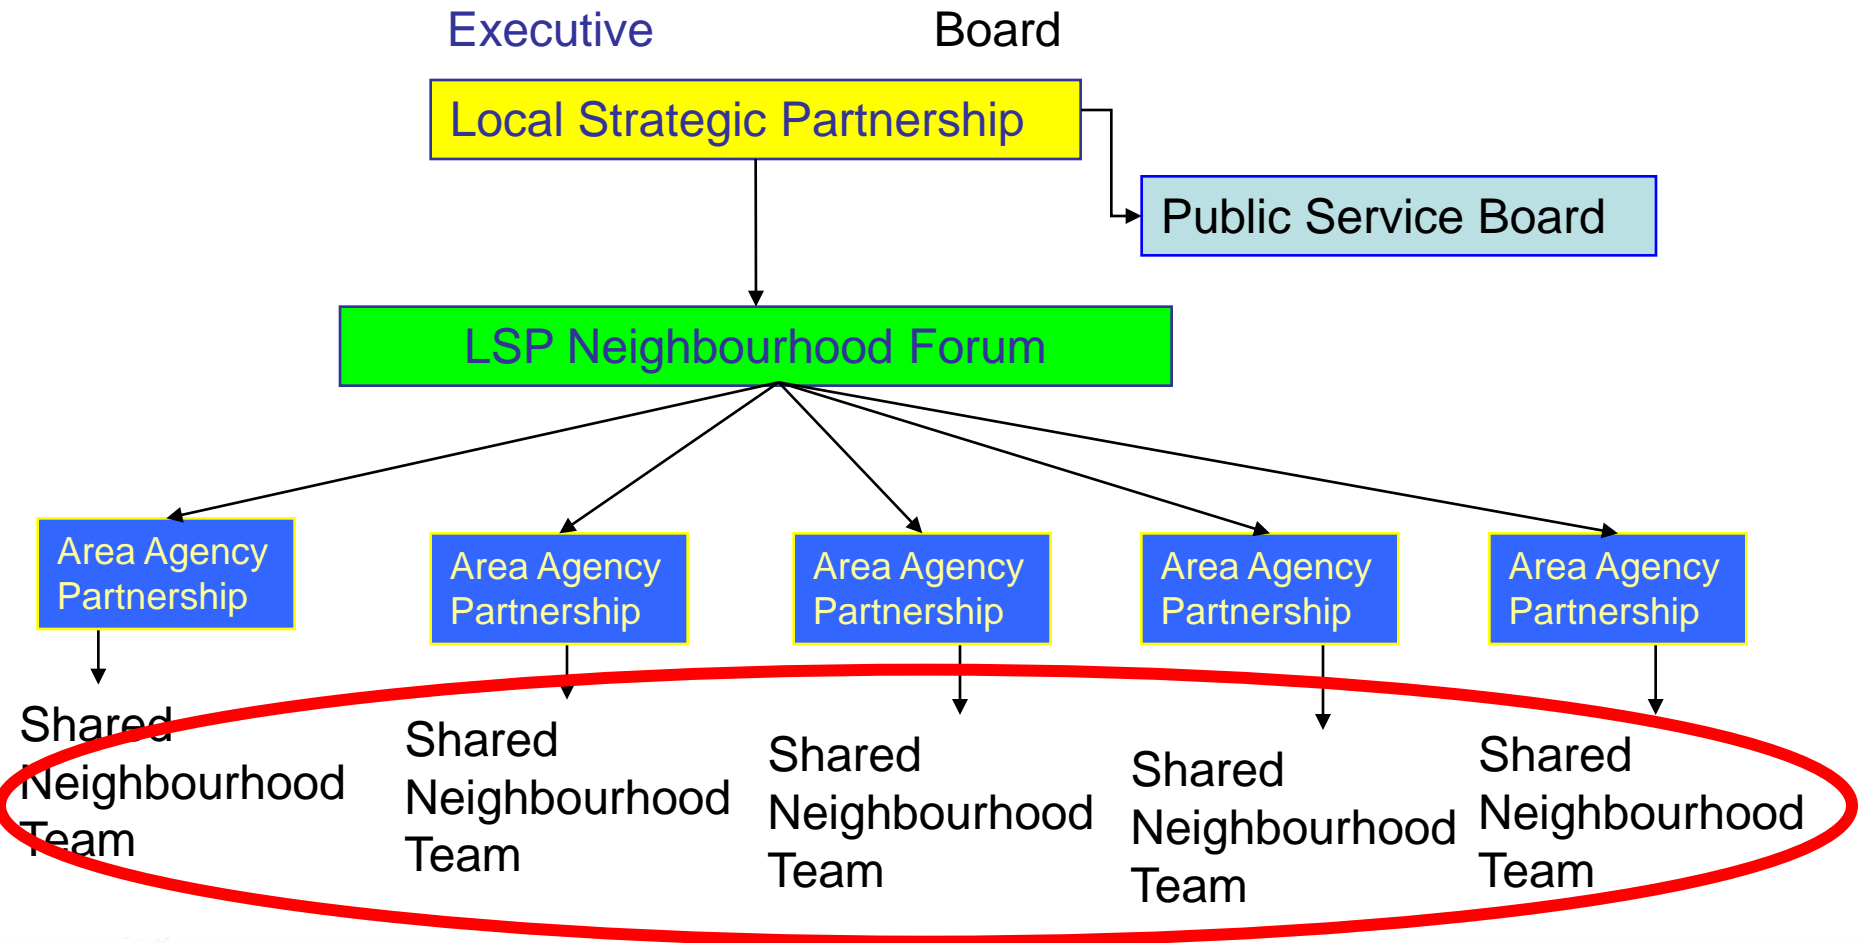 Executive Board
Local Strategic Partnership
Public Service Board
LSP Neighbourhood Forum
Area Agency
Partnership
Area Agency
Partnership
Area Agency
Partnership
Area Agency
Partnership
Area Agency
Partnership
Shared
Neighbourhood
Team
Shared
Neighbourhood
Team
Shared
Neighbourhood
Team
Shared
Neighbourhood
Team
Shared
Neighbourhood
Team